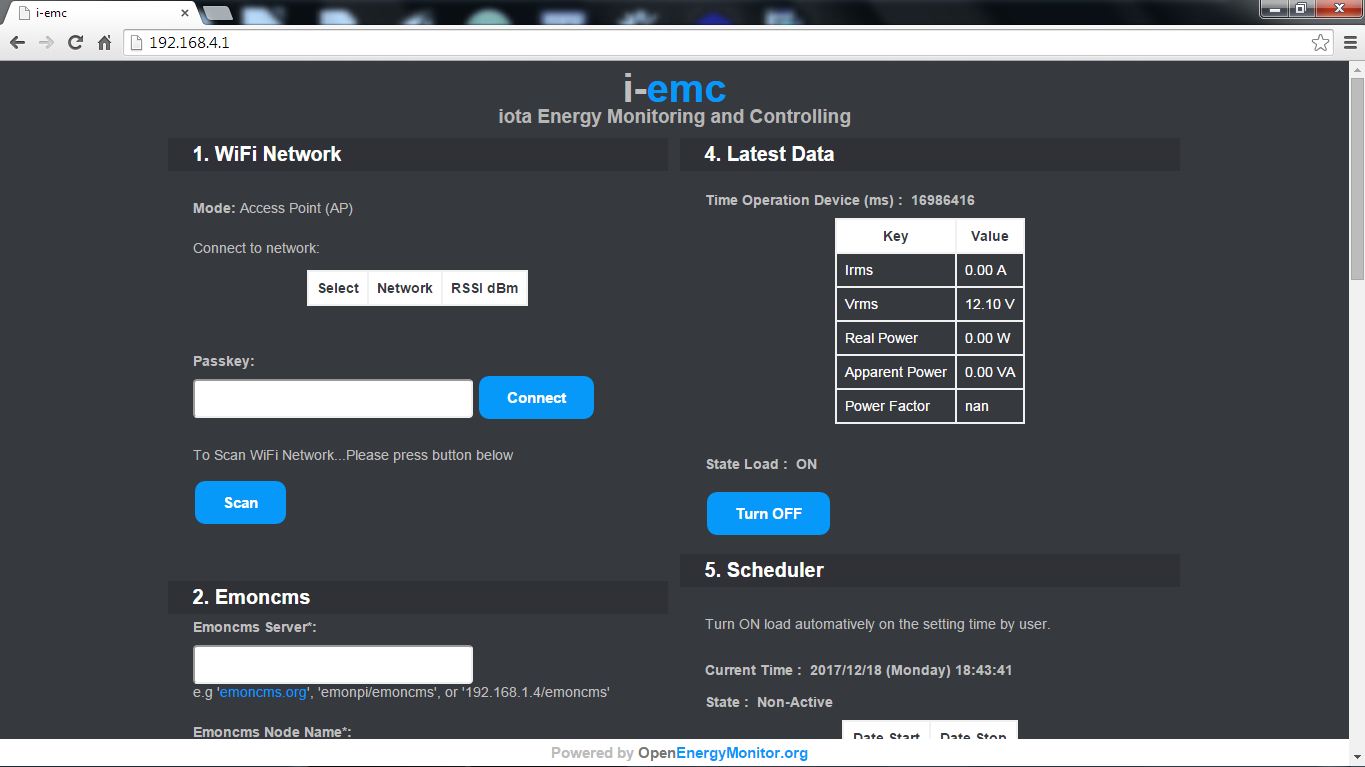 i-emc
192.168.4.1
i-emc
iota Energy Monitoring and Controlling
1. WiFi Network
Mode: Access Point (AP)
Connect to network:
Select Network RSSI dBm
Passkey:
Connect
To Scan WiFi Network...Please press button below
Scan
2. Emoncms
Emoncms Server*:
e.g 'emoncms.org', 'emonpi/emoncms', or '192.168.1.4/emoncms'
Emoncms Node Name*:
4. Latest Data
Time Operation Device (ms) : 16986416
Key Value
Irms 0.00 A
Vrms 12.10 V
Real Power 0.00 W
Apparent Power 0.00 VA
Power Factor nan
State Load : ON
Turn OFF
5. Scheduler
Turn ON load automatively on the setting time by user.
Current Time : 2017/12/18 (Monday) 18:43:41
State : Non-Active
Date Start Date Stop
Powered by OpenEnergyMonitor.org